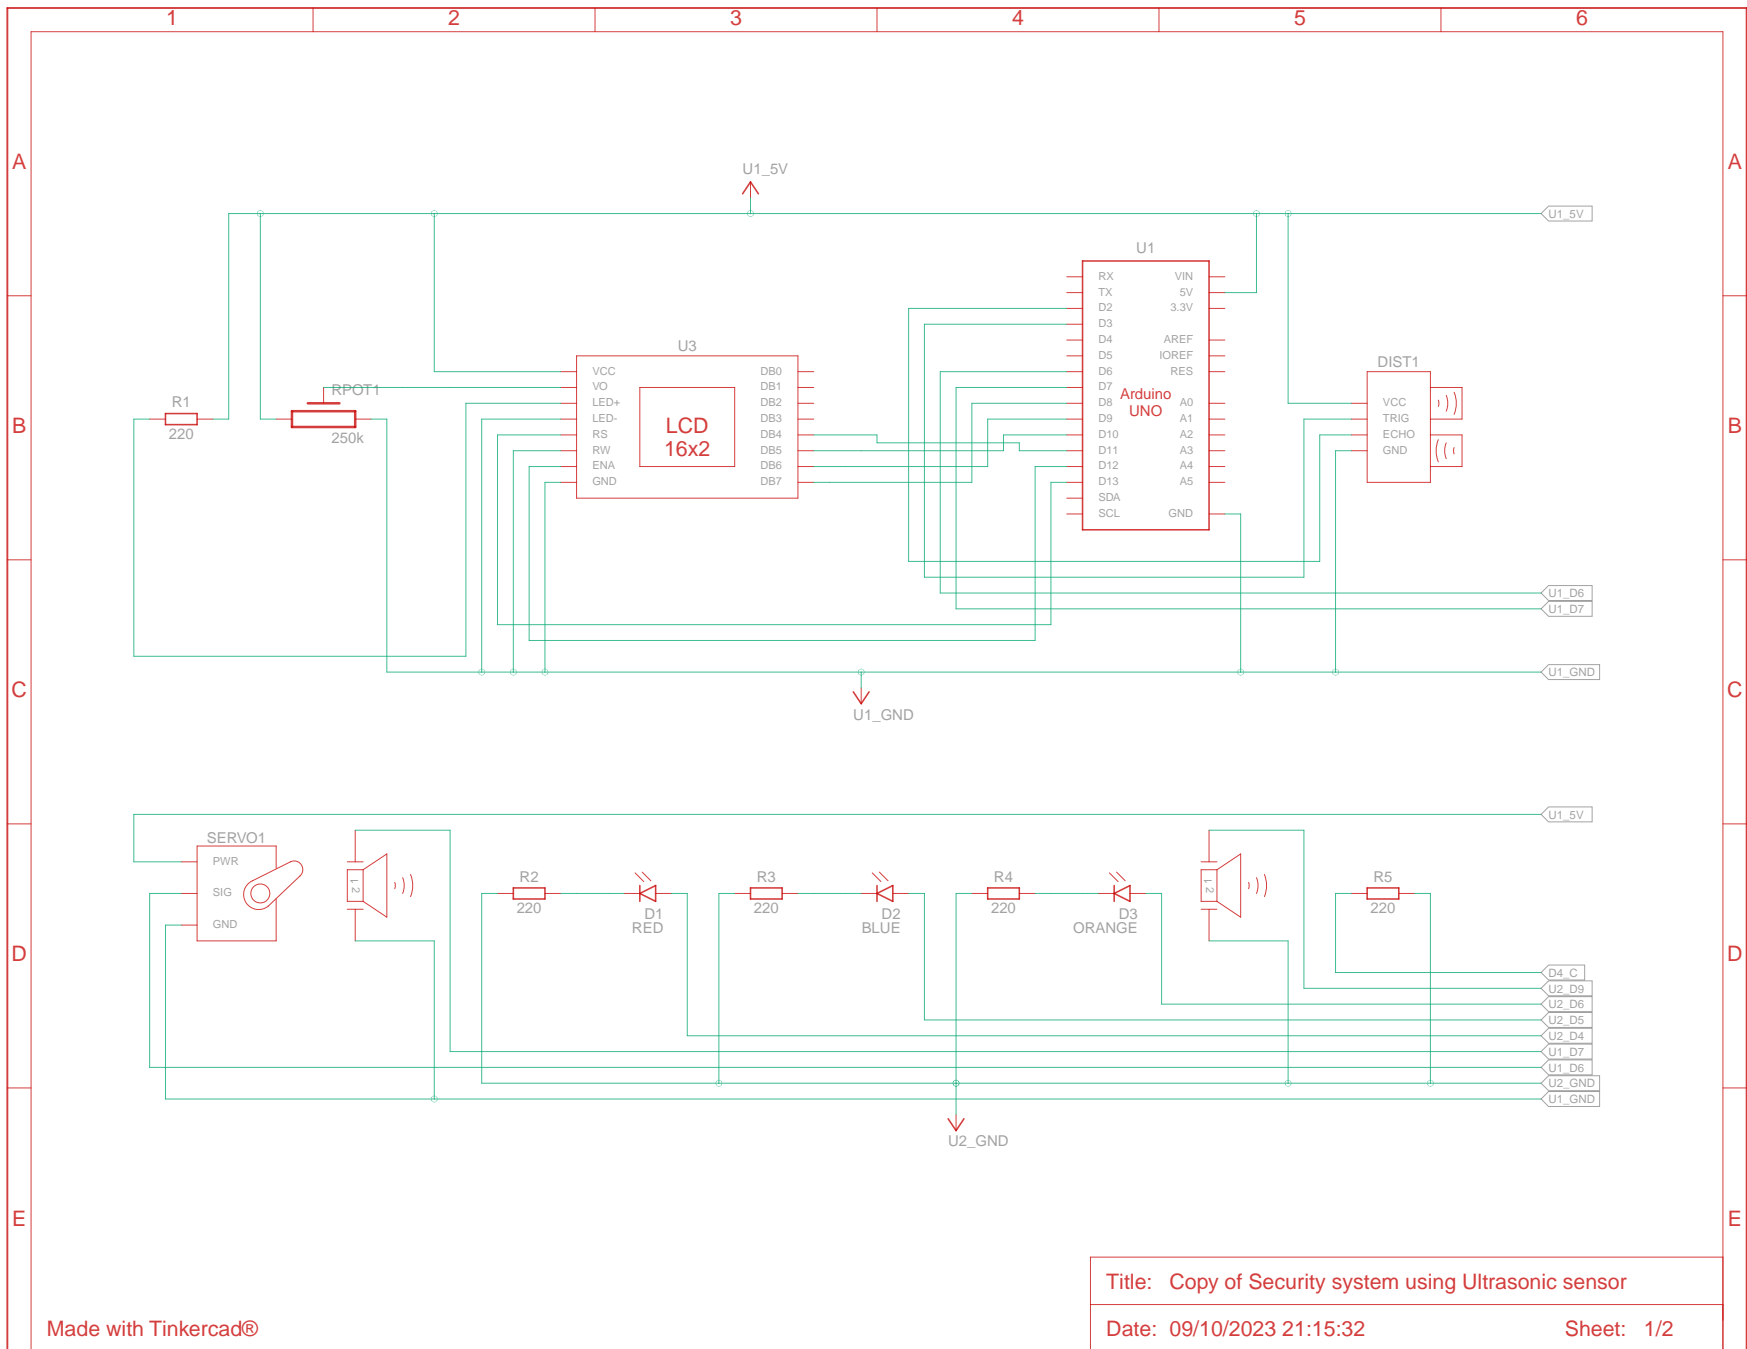 1 2 3 4 5 6
A A
U1_5V
U1_5V
U1
RX VIN
TX 5V
D2 3.3V
D3
D4 AREF
D5 IOREF
D6 RES
D7
Arduino
UNO
D8 A0
D9 A1
D10 A2
D11 A3
D12 A4
D13 A5
SDA
SCL GND
U3
VCC DB0
VO DB1
LED+ DB2
LED- DB3
RS DB4
RW DB5
ENA DB6
GND DB7
LCD
16x2
DIST1
VCC
TRIG
ECHO
GND
RPOT1
250k
R1
220
B B
U1_D6
U1_D7
U1_GND
U1_GND
C C
U1_5V
SERVO1
PWR
SIG
GND
1 2
R2
220
D1
RED
R3
220
D2
BLUE
R4
220
D3
ORANGE
1 2
R5
220
D D
D4_C
U2_D9
U2_D6
U2_D5
U2_D4
U1_D7
U1_D6
U2_GND
U1_GND
U2_GND
E E
Title: Copy of Security system using Ultrasonic sensor
Made with Tinkercad®
Date: 09/10/2023 21:15:32 Sheet: 1/2